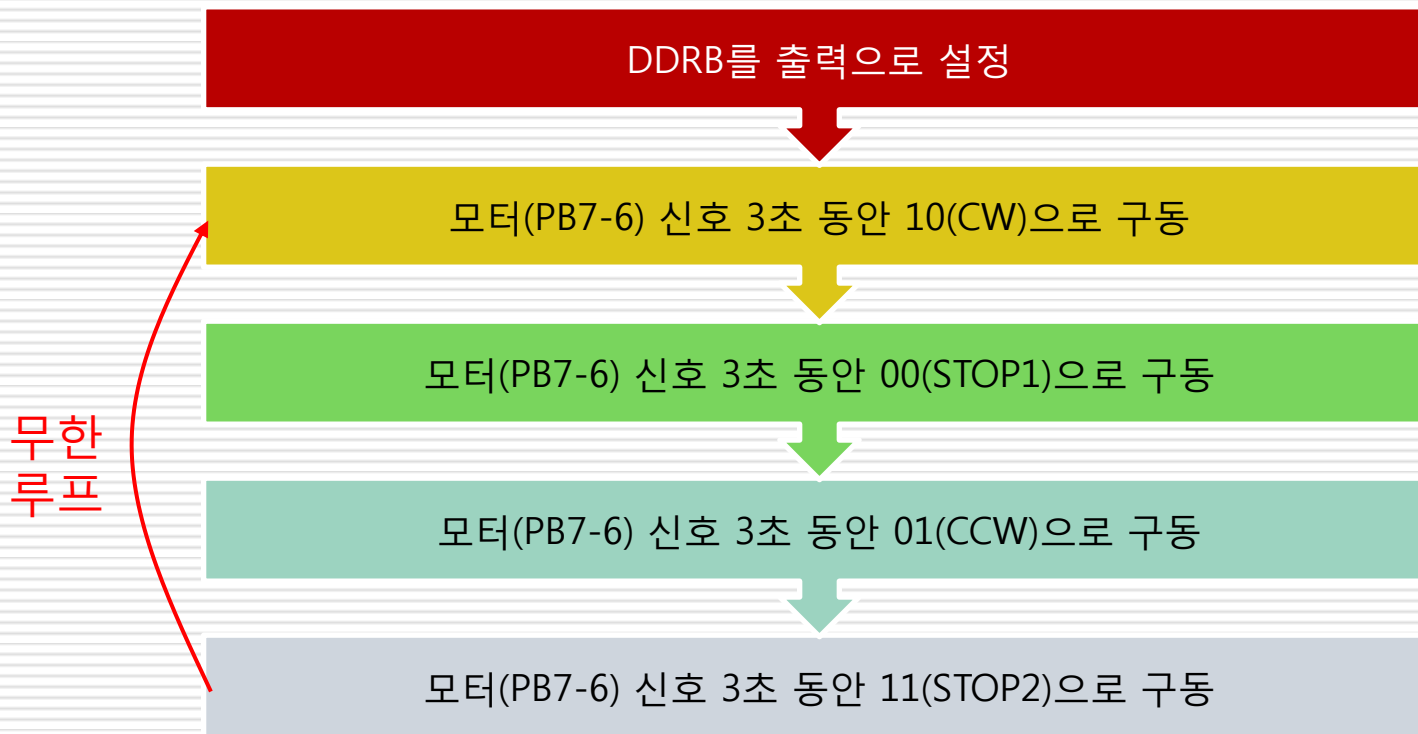 DDRB를 출력으로 설정
모터(PB7-6) 신호 3초 동안 10(CW)으로 구동
모터(PB7-6) 신호 3초 동안 00(STOP1)으로 구동
모터(PB7-6) 신호 3초 동안 01(CCW)으로 구동
모터(PB7-6) 신호 3초 동안 11(STOP2)으로 구동
무한
루프